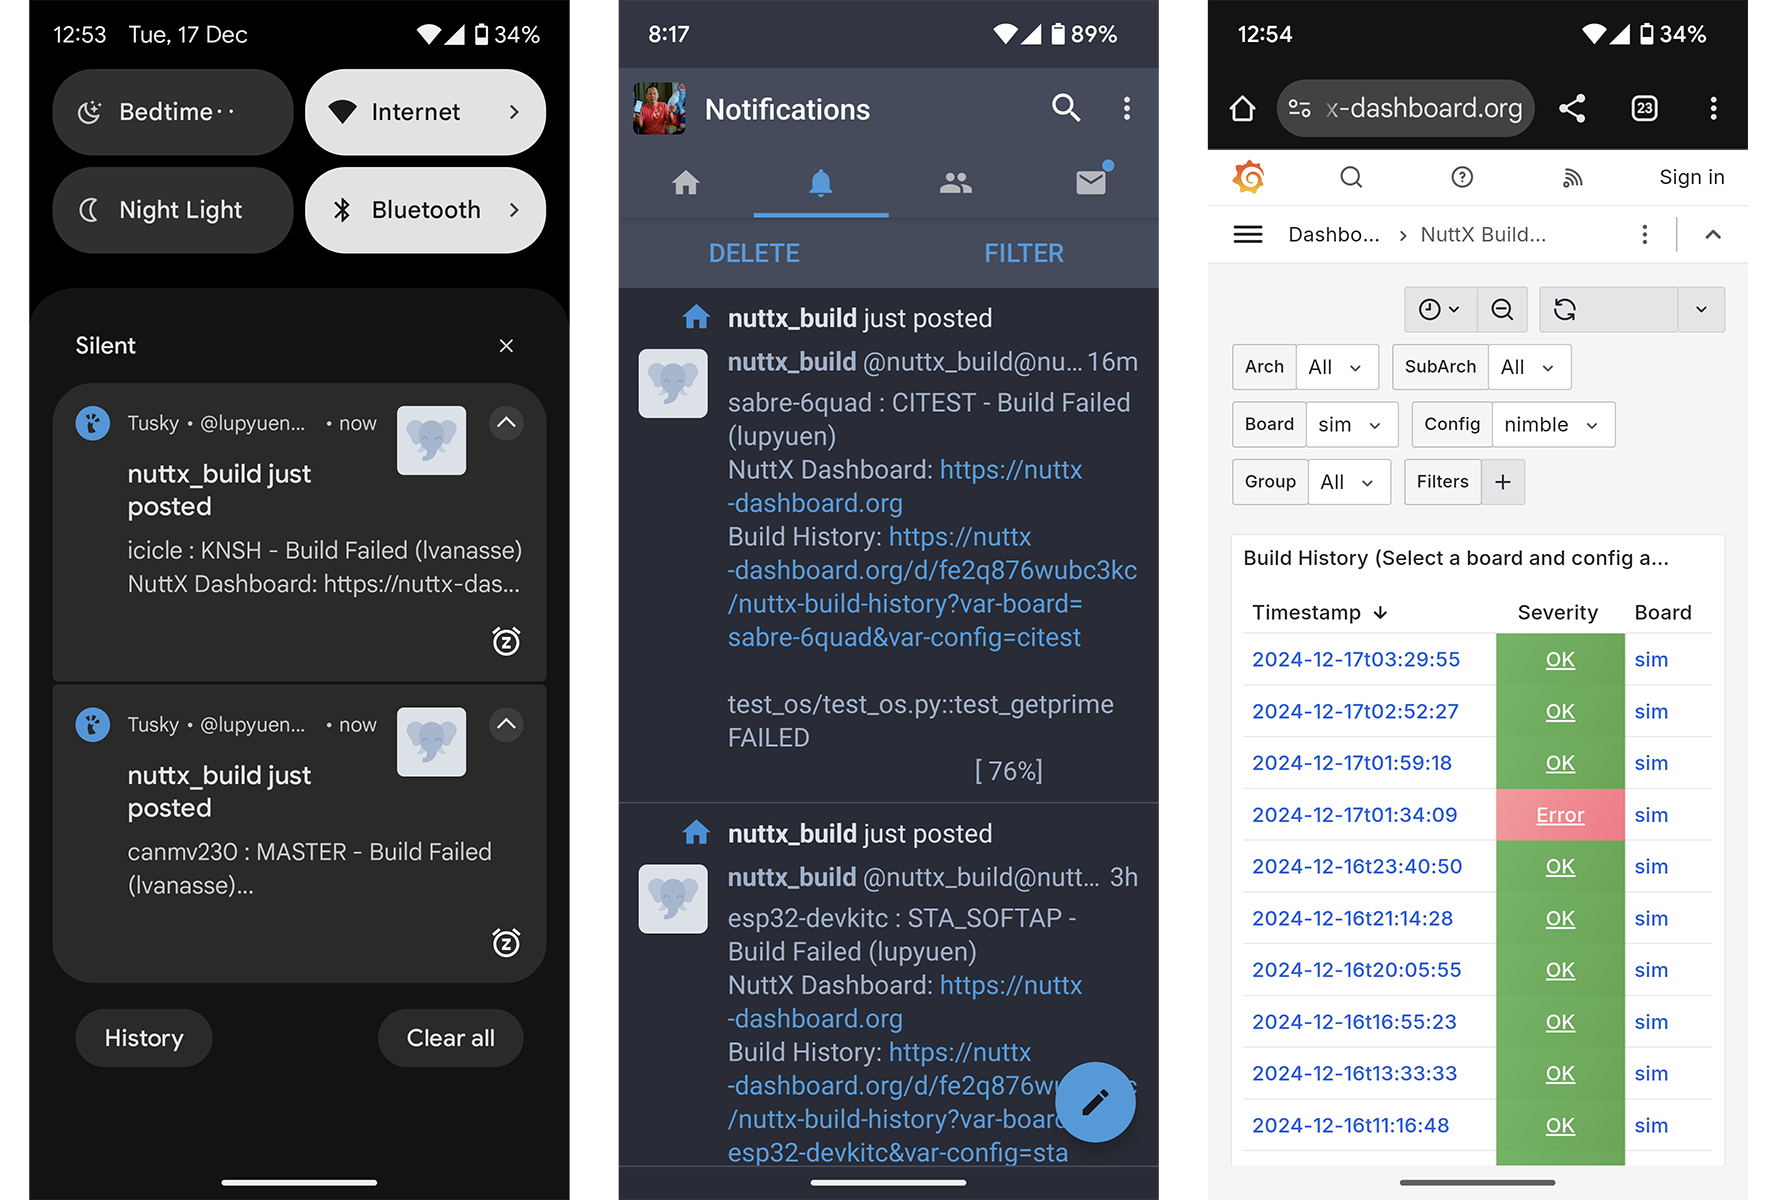 12:53 Tue, 17 Dec 34%
Bedtime··
Internet
Night Light
Bluetooth
Silent
Tusky • @lupyuen... • now
nuttx_build just
posted
icicle : KNSH - Build Failed (lvanasse)
NuttX Dashboard: https://nuttx-das...
Tusky • @lupyuen... • now
nuttx_build just
posted
canmv230 : MASTER - Build Failed
(lvanasse)...
History
Clear all
8:17 89%
Notifications
DELETE
FILTER
nuttx_build just posted
nuttx_build @nuttx_build@nu... 16m
sabre-6quad : CITEST - Build Failed
(lupyuen)
NuttX Dashboard: https://nuttx
-dashboard.org
Build History: https://nuttx
-dashboard.org/d/fe2q876wubc3kc
/nuttx-build-history?var-board=
sabre-6quad&var-config=citest
test_os/test_os.py::test_getprime
FAILED
[ 76%]
nuttx_build just posted
nuttx_build @nuttx_build@nutt... 3h
esp32-devkitc : STA_SOFTAP -
Build Failed (lupyuen)
NuttX Dashboard: https://nuttx
-dashboard.org
Build History: https://nuttx
-dashboard.org/d/fe2q876wu c
/nuttx-build-history?var-board
esp32-devkitc&var-config=sta
12:54 34%
x-dashboard.org
23
Sign in
Dashbo... › NuttX Build...
Arch All
SubArch All
Board sim
Config nimble
Group All
Filters +
Build History (Select a board and config a...
Timestamp ↓ Severity Board
2024-12-17t03:29:55 OK sim
2024-12-17t02:52:27 OK sim
2024-12-17t01:59:18 OK sim
2024-12-17t01:34:09 Error sim
2024-12-16t23:40:50 OK sim
2024-12-16t21:14:28 OK sim
2024-12-16t20:05:55 OK sim
2024-12-16t16:55:23 OK sim
2024-12-16t13:33:33 OK sim
2024-12-16t11:16:48 OK sim